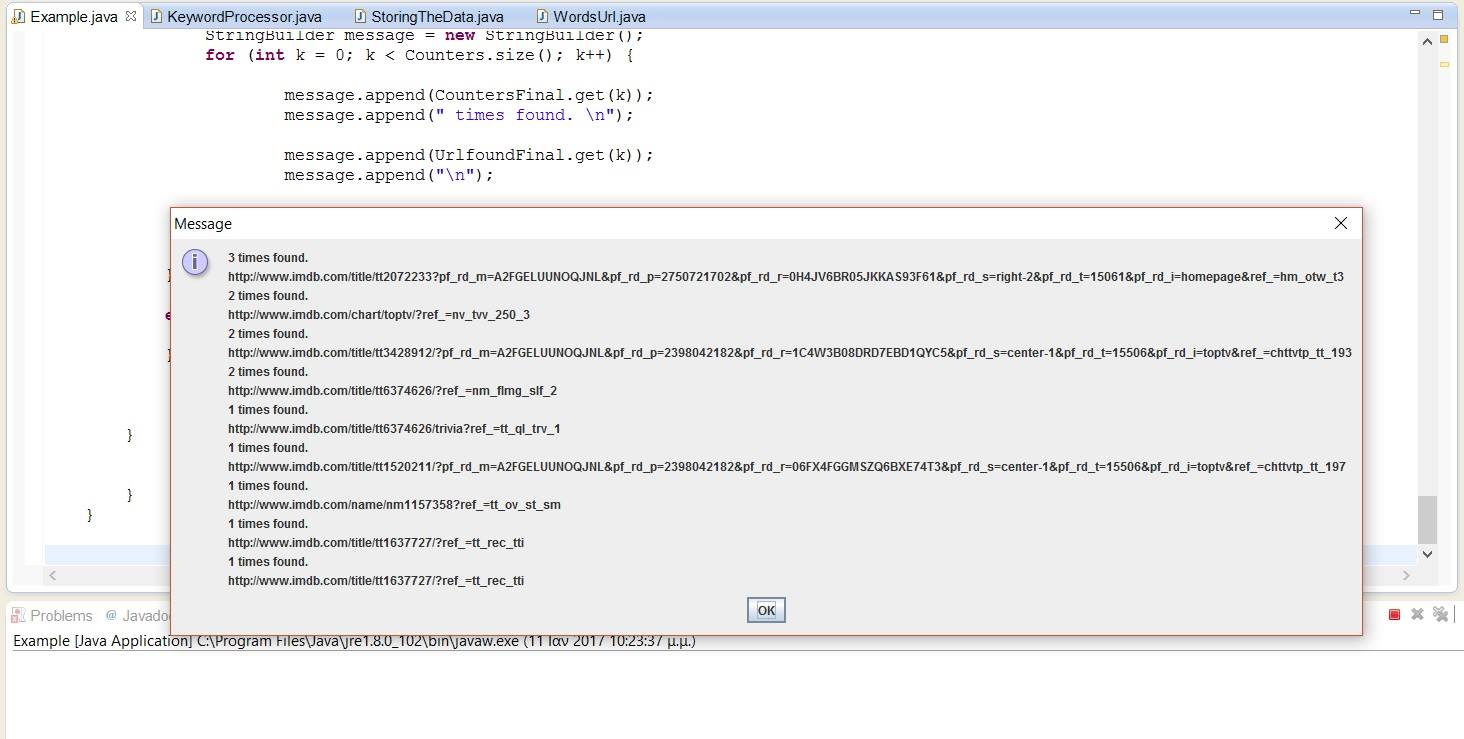 Example.java KeywordProcessor.java StoringTheData.java WordsUrl.java
StringBuilder message = new StringBuilder();
for (int k = 0; k < Counters.size(); k++) {
message.append(CountersFinal.get(k));
message.append(" times found. \n");
message.append(UrlfoundFinal.get(k));
message.append("\n");
Message
3 times found.
http://www.imdb.com/title/tt2072233?pf_rd_m=A2FGELUUNOQJNL&pf_rd_p=2750721702&pf_rd_r=0H4JV6BR05JKKAS93F61&pf_rd_s=right-2&pf_rd_t=15061&pf_rd_i=homepage&ref_=hm_otw_t3
2 times found.
http://www.imdb.com/chart/toptv/?ref_=nv_tvv_250_3
2 times found.
http://www.imdb.com/title/tt3428912/?pf_rd_m=A2FGELUUNOQJNL&pf_rd_p=2398042182&pf_rd_r=1C4W3B08DRD7EBD1QYC5&pf_rd_s=center-1&pf_rd_t=15506&pf_rd_i=toptv&ref_=chttvtp_tt_193
2 times found.
http://www.imdb.com/title/tt6374626/?ref_=nm_flmg_slf_2
1 times found.
http://www.imdb.com/title/tt6374626/trivia?ref_=tt_ql_trv_1
1 times found.
http://www.imdb.com/title/tt1520211/?pf_rd_m=A2FGELUUNOQJNL&pf_rd_p=2398042182&pf_rd_r=06FX4FGGMSZQ6BXE74T3&pf_rd_s=center-1&pf_rd_t=15506&pf_rd_i=toptv&ref_=chttvtp_tt_197
1 times found.
http://www.imdb.com/name/nm1157358?ref_=tt_ov_st_sm
1 times found.
http://www.imdb.com/title/tt1637727/?ref_=tt_rec_tti
1 times found.
http://www.imdb.com/title/tt1637727/?ref_=tt_rec_tti
OK
}
}
}
Problems @ Javado
Example [Java Application] C:\Program Files\Java\jre1.8.0_102\bin\javaw.exe (11 Ιαν 2017 10:23:37 μ.μ.)